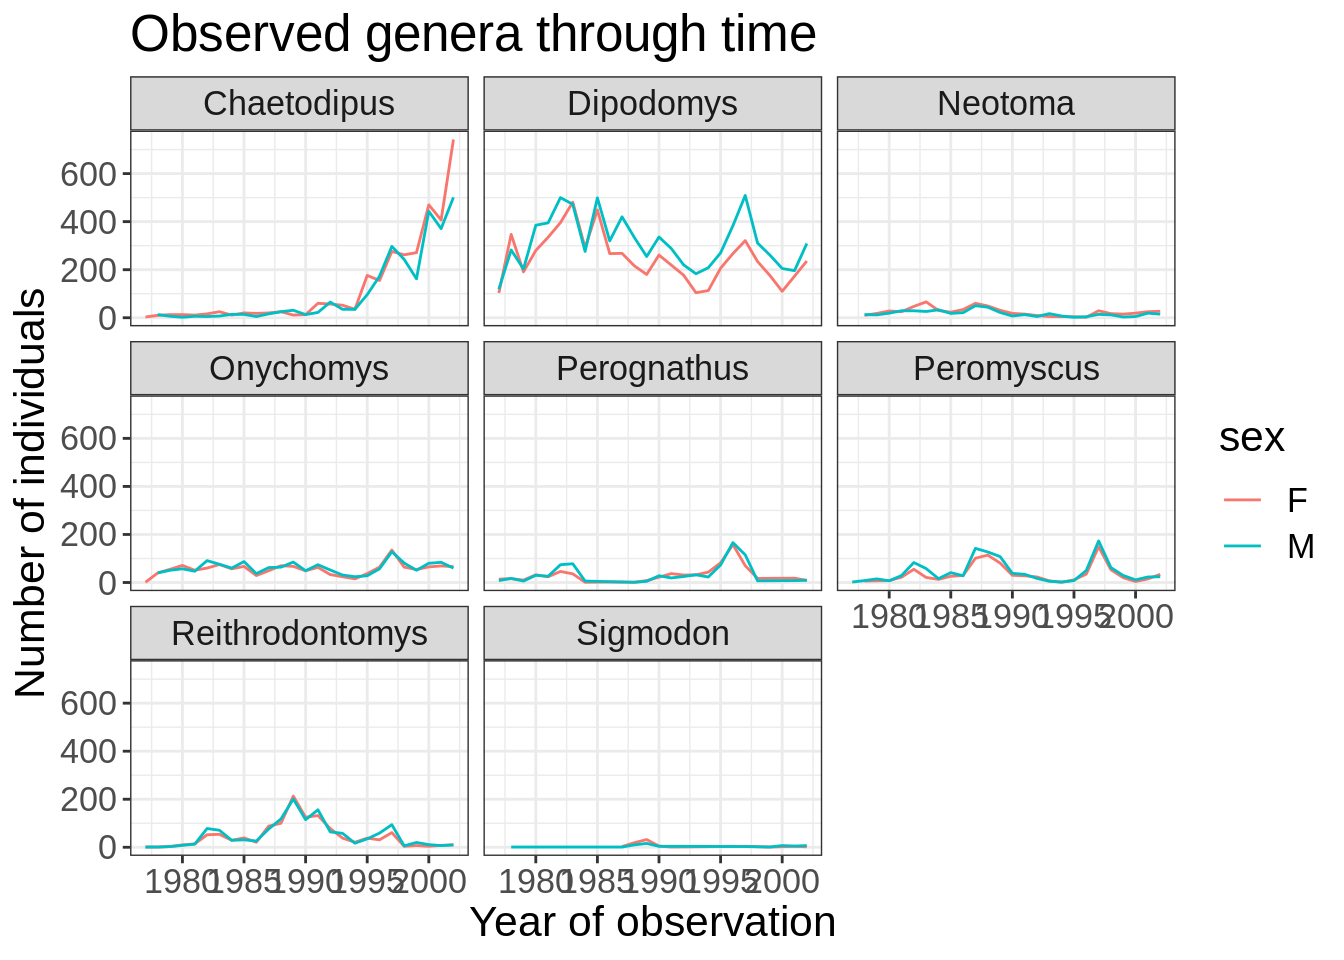 Observed genera through time
Chaetodipus
Dipodomys
Neotoma
600
400
200
0
Onychomys
Perognathus
Peromyscus
600
400
200
0
1980 1985 1990 1995 2000
Reithrodontomys
Sigmodon
600
400
200
0
1980 1985 1990 1995 2000
1980 1985 1990 1995 2000
Year of observation
Number of individuals
sex
F
M